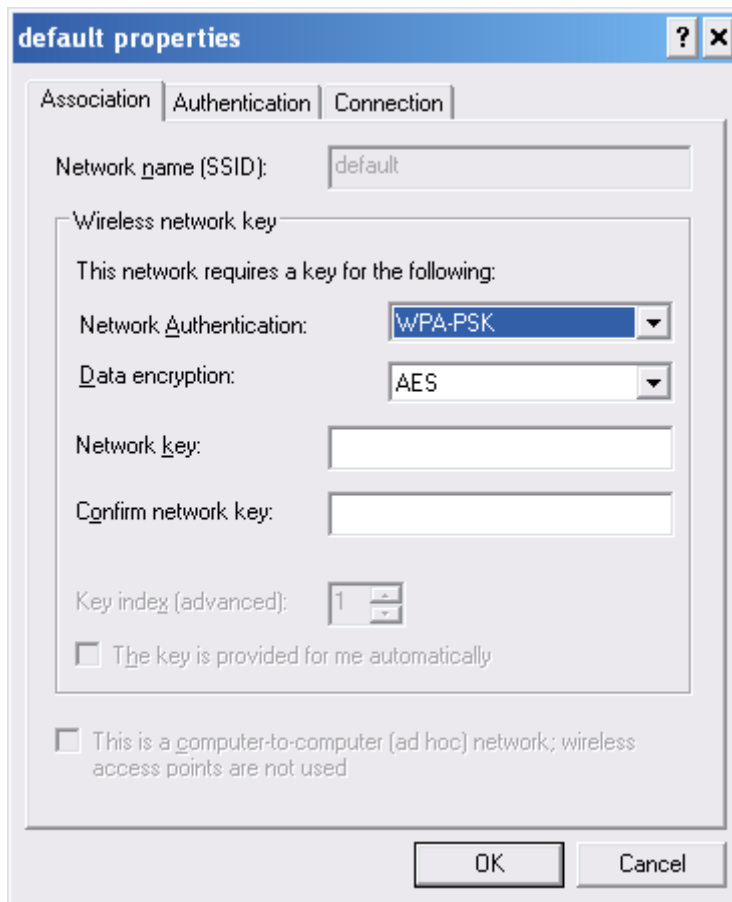 default properties
Association Authentication Connection
Network name (SSID): default
Wireless network key
This network requires a key for the following:
Network Authentication: WPA-PSK
Data encryption: AES
Network key:
Confirm network key:
Key index (advanced): 1
The key is provided for me automatically
This is a computer-to-computer (ad hoc) network; wireless
access points are not used
OK Cancel